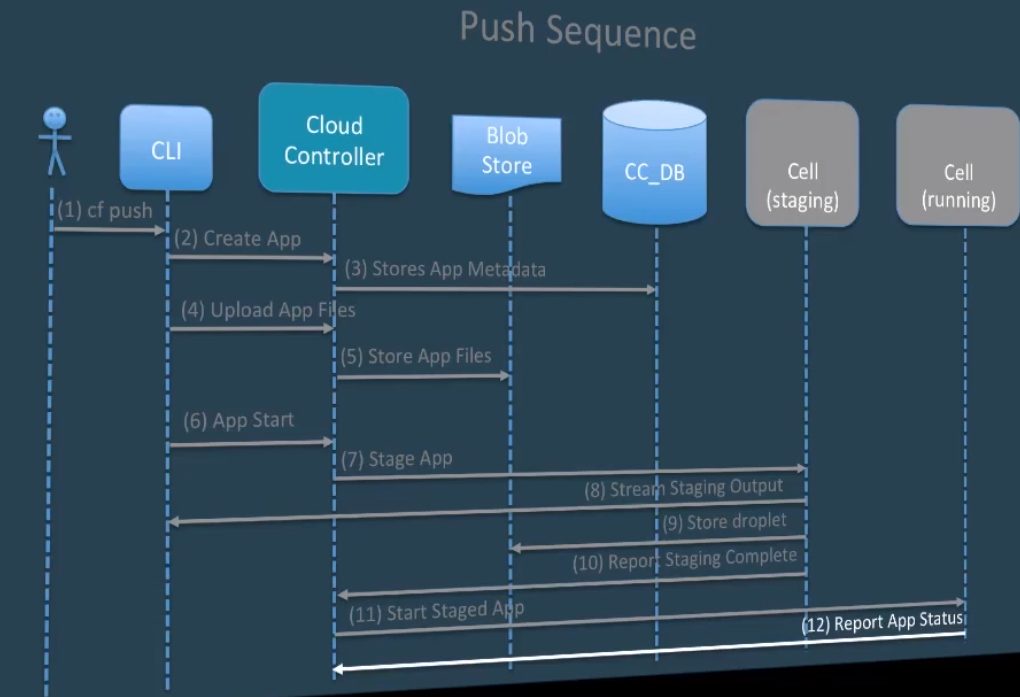 Push Sequence
CLI
Cloud
Controller
Blob
Store
CC_DB
Cell
(staging)
Cell
(running)
(1) cf push
(2) Create App
(3) Stores App Metadata
(4) Upload App Files
(5) Store App Files
(6) App Start
(7) Stage App
(8) Stream Staging Output
(9) Store droplet
(10) Report Staging Complete
(11) Start Staged App
(12) Report App Status